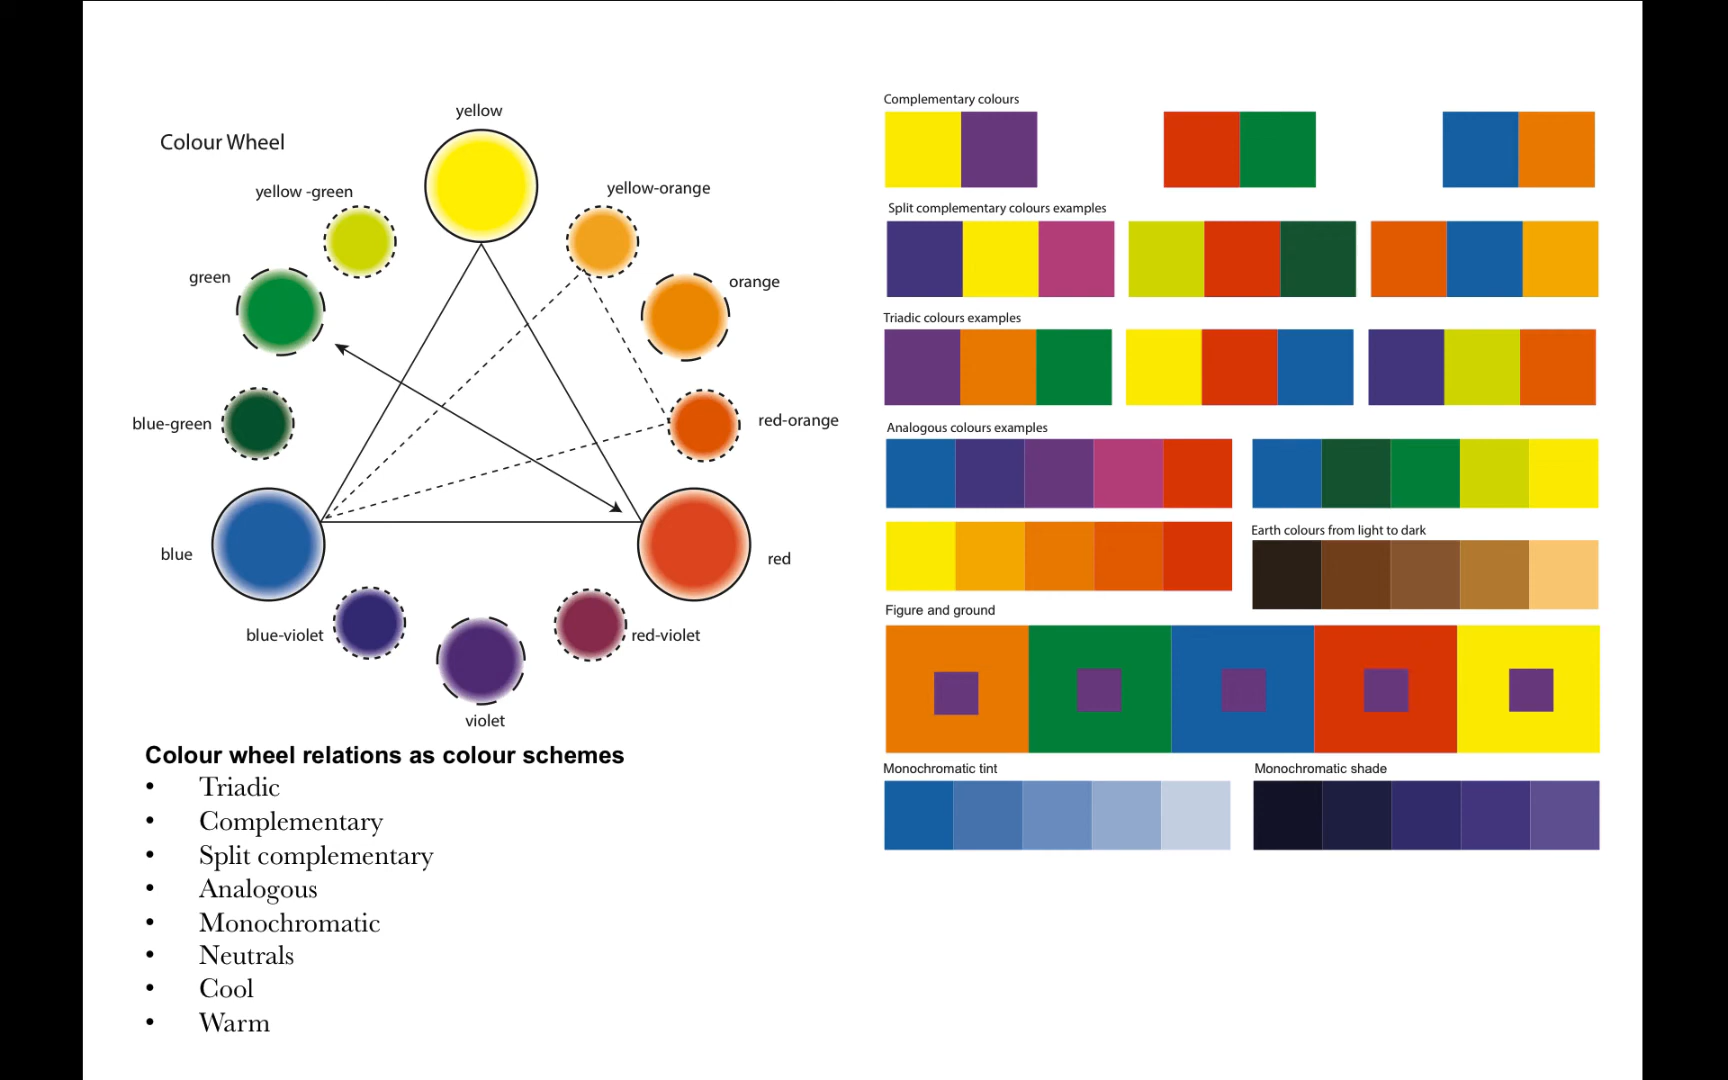 Colour Wheel
yellow
yellow -green
yellow-orange
green
orange
blue-green
red-orange
blue
red
blue-violet
red-violet
violet
Colour wheel relations as colour schemes
• Triadic
• Complementary
• Split complementary
• Analogous
• Monochromatic
• Neutrals
• Cool
• Warm
Complementary colours
Split complementary colours examples
Triadic colours examples
Analogous colours examples
Earth colours from light to dark
Figure and ground
Monochromatic tint
Monochromatic shade